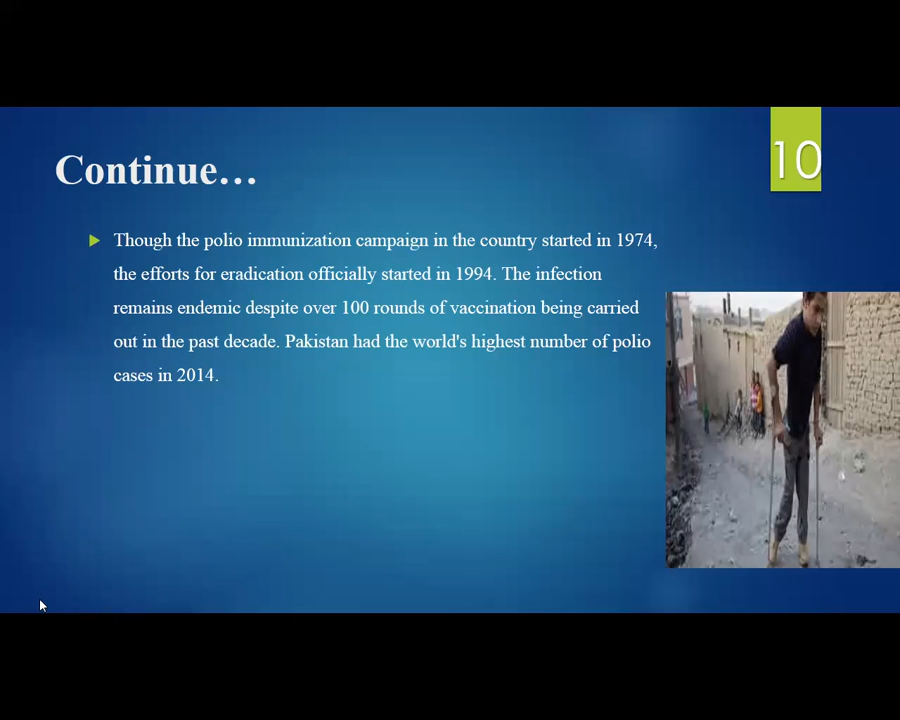 10
Continue…
Though the polio immunization campaign in the country started in 1974,
the efforts for eradication officially started in 1994. The infection
remains endemic despite over 100 rounds of vaccination being carried
out in the past decade. Pakistan had the world's highest number of polio
cases in 2014.